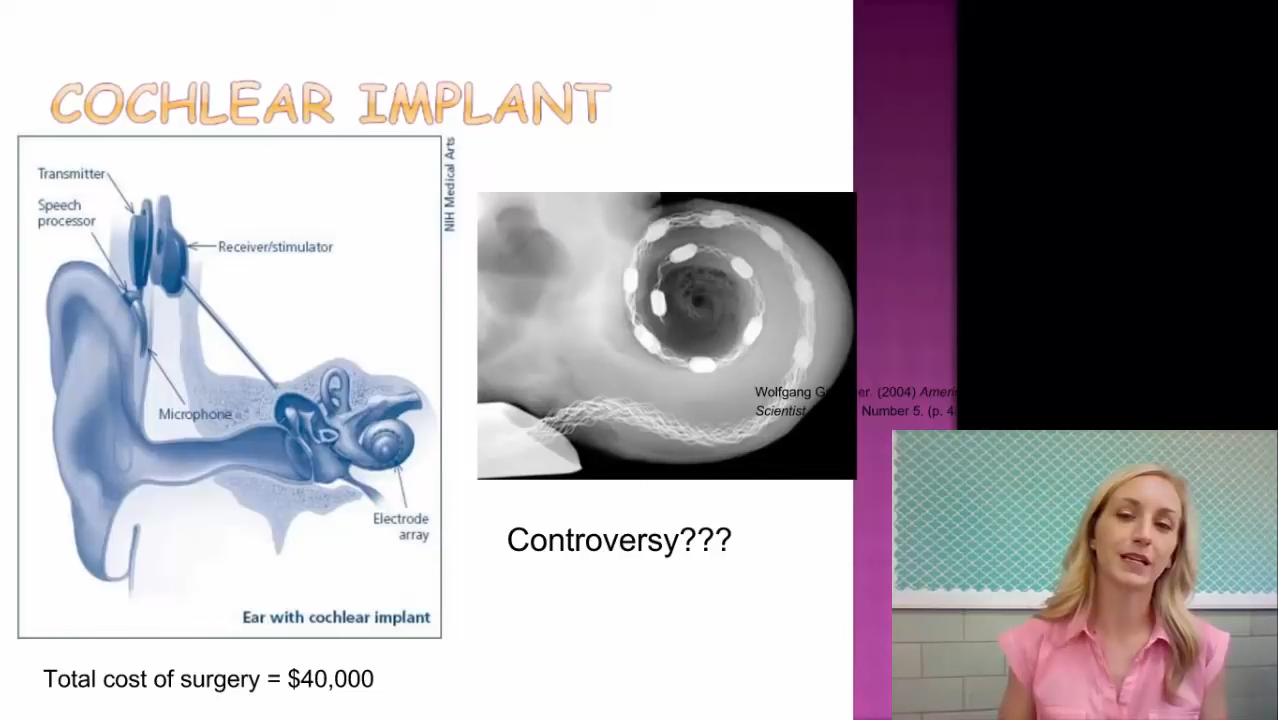 COCHLEAR IMPLANT
Transmitter
Speech
processor
Receiver/stimulator
Microphone
Electrode
array
Ear with cochlear implant
NIH Medical Arts
Wolfgang (2004)
Scientist Number 5. (p.
Controversy???
Total cost of surgery = $40,000